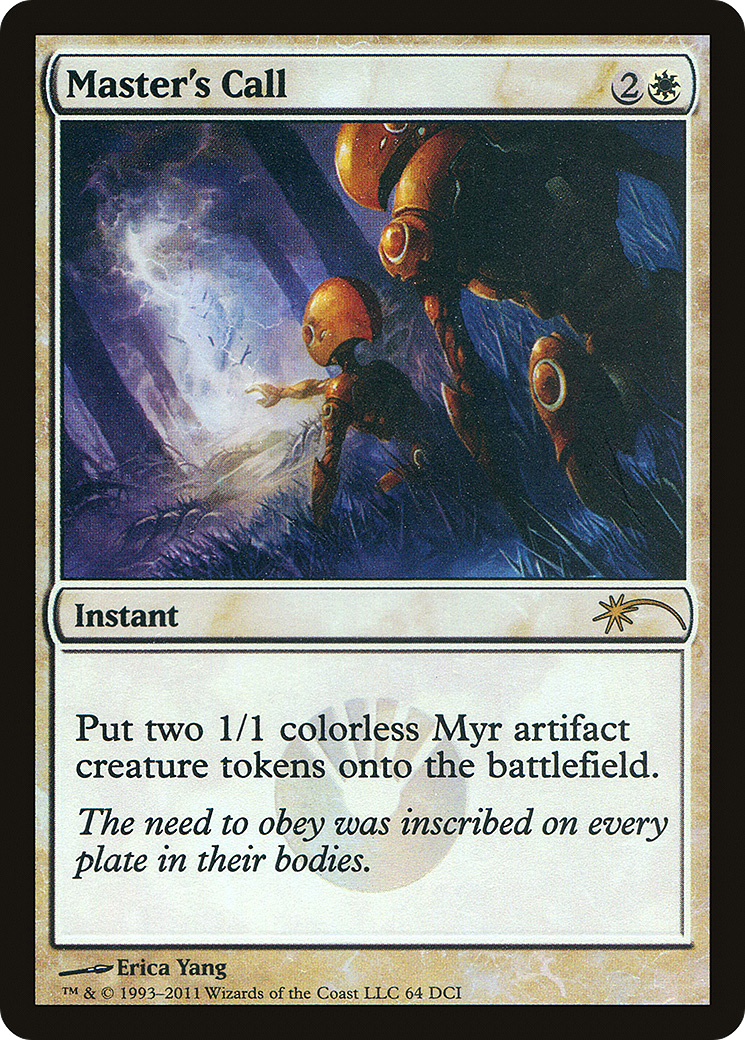 Master's Call 2
Instant
Put two 1/1 colorless Myr artifact
creature tokens onto the battlefield.
The need to obey was inscribed on every
plate in their bodies.
Erica Yang
™ & © 1993–2011 Wizards of the Coast LLC 64 DCI